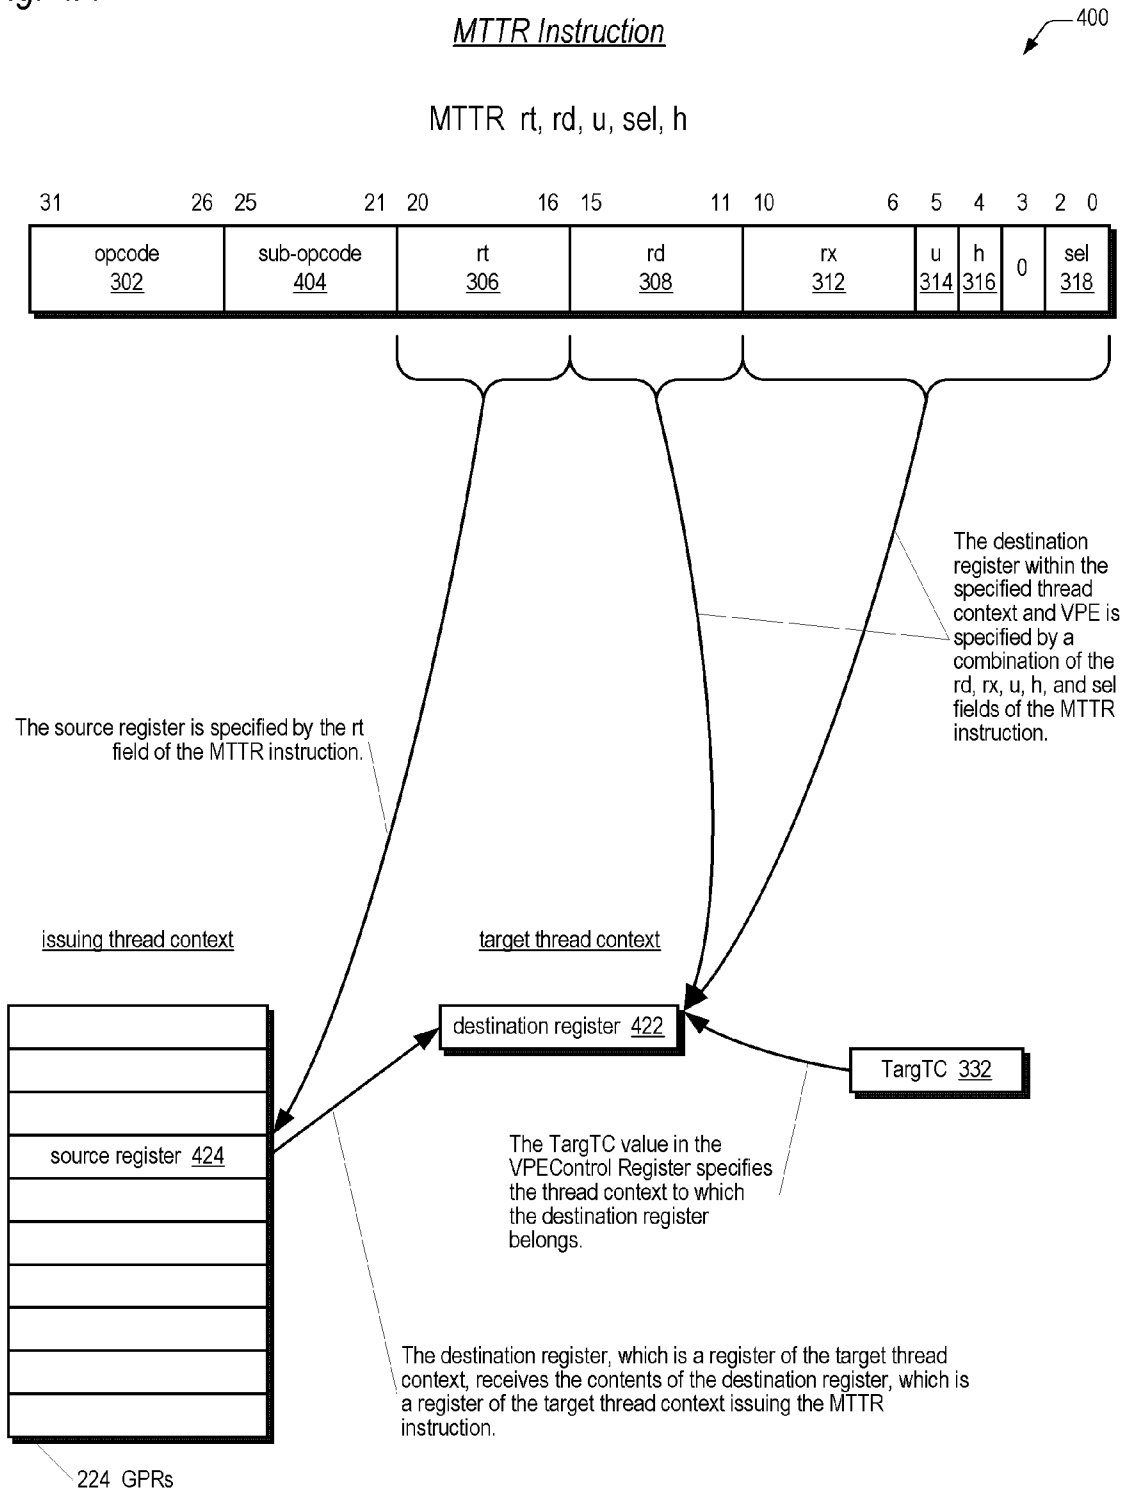 MTTR Instruction
400
MTTR rt, rd, u, sel, h
31 26 25 21 20 16 15 11 10 6 5 4 3 2 0
opcode sub-opcode rt rd rx u h 0 sel
302 404 306 308 312 314 316 318
The destination
register within the
specified thread
context and VPE is
specified by a
combination of the
rd, rx, u, h, and sel
fields of the MTTR
instruction.
The source register is specified by the rt
field of the MTTR instruction.
issuing thread context
target thread context
destination register 422
TargTC 332
source register 424
The TargTC value in the
VPEControl Register specifies
the thread context to which
the destination register
belongs.
The destination register, which is a register of the target thread
context, receives the contents of the destination register, which is
a register of the target thread context issuing the MTTR
instruction.
224 GPRs